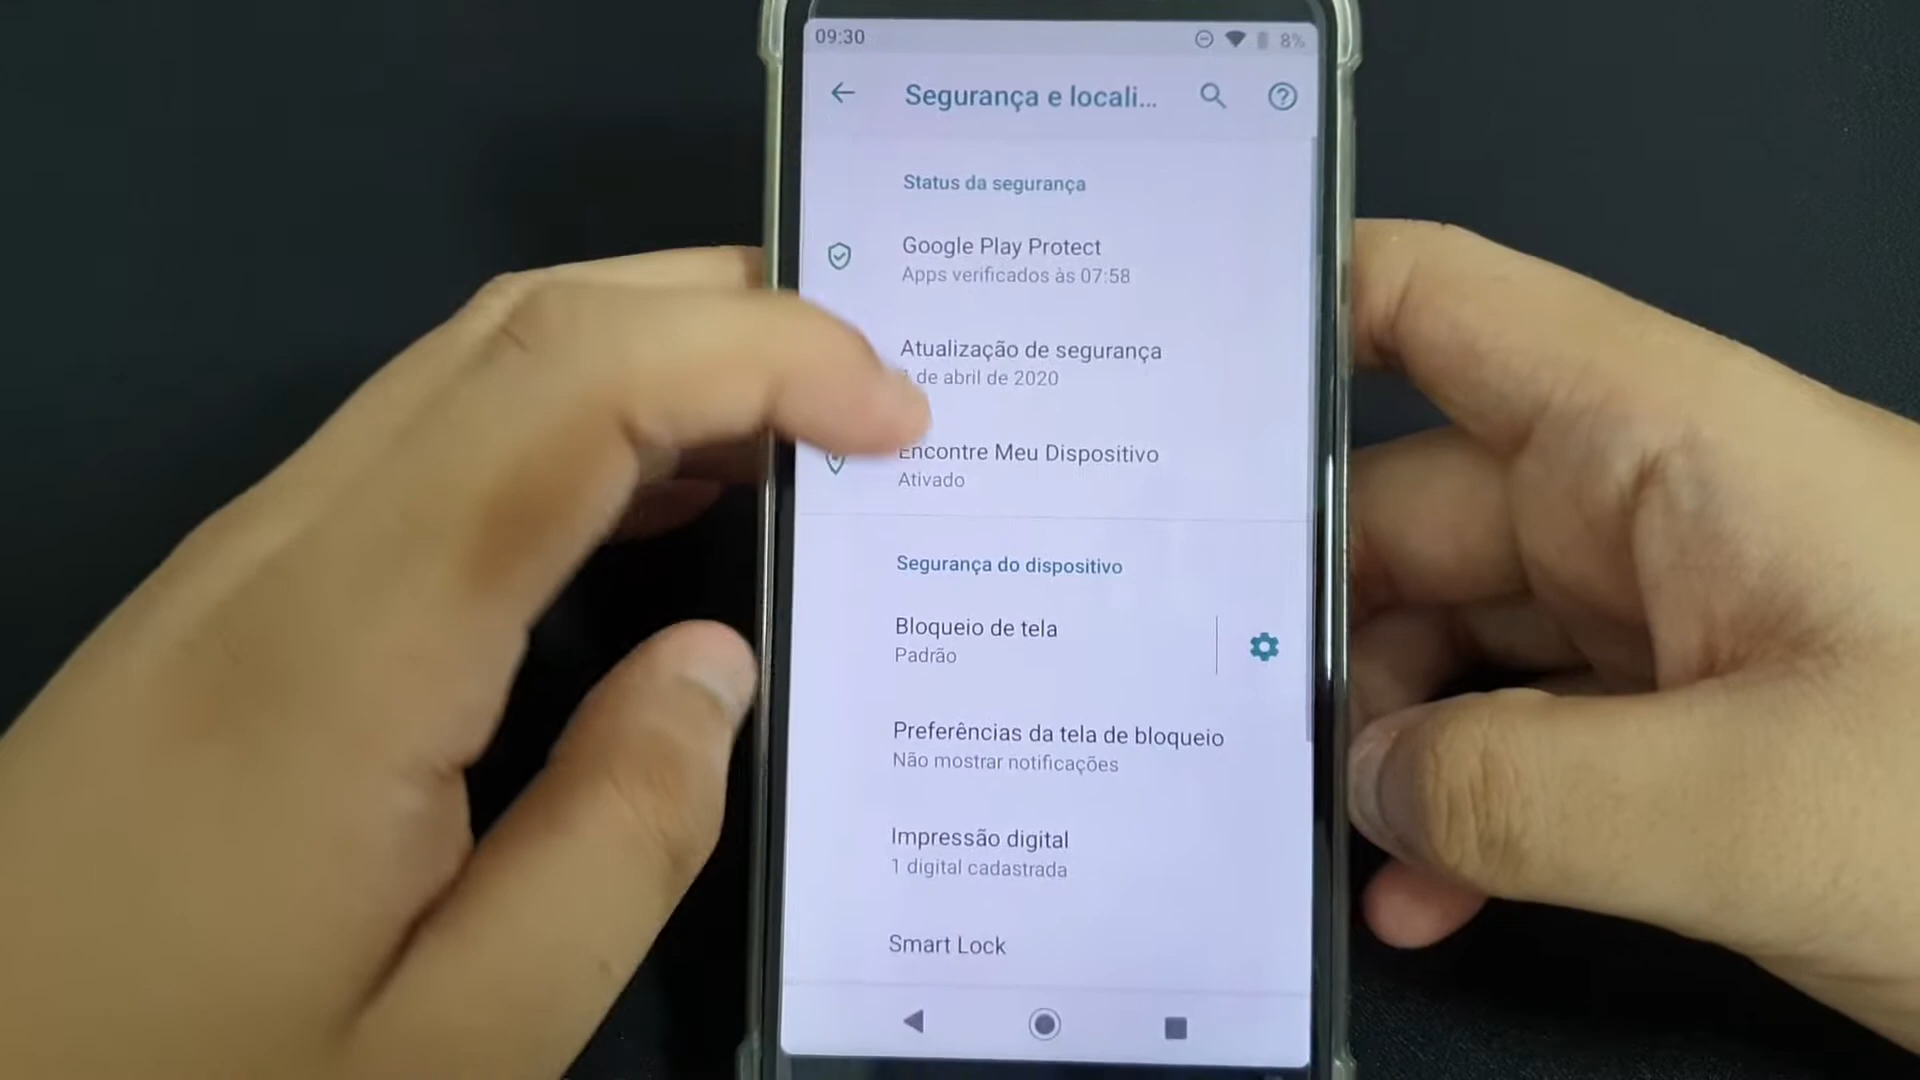 09:30
8%
Segurança e locali...
Status da segurança
Google Play Protect
Apps verificados às 07:58
Atualização de segurança
1 de abril de 2020
Encontre Meu Dispositivo
Ativado
Segurança do dispositivo
Bloqueio de tela
Padrão
Preferências da tela de bloqueio
Não mostrar notificações
Impressão digital
1 digital cadastrada
Smart Lock